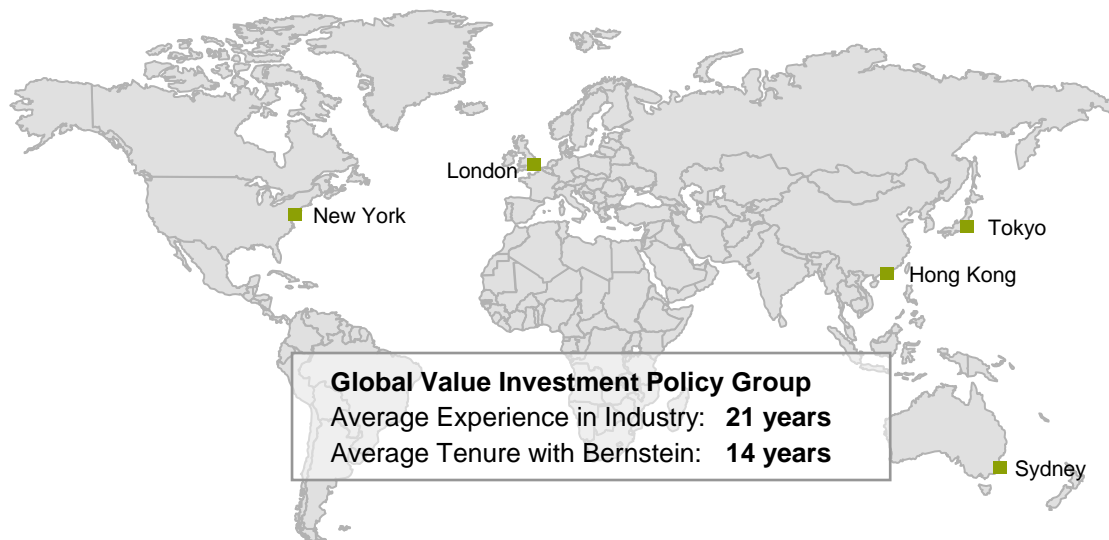 London
New York
Tokyo
Hong Kong
Global Value Investment Policy Group
Average Experience in Industry: 21 years
Average Tenure with Bernstein: 14 years
Sydney